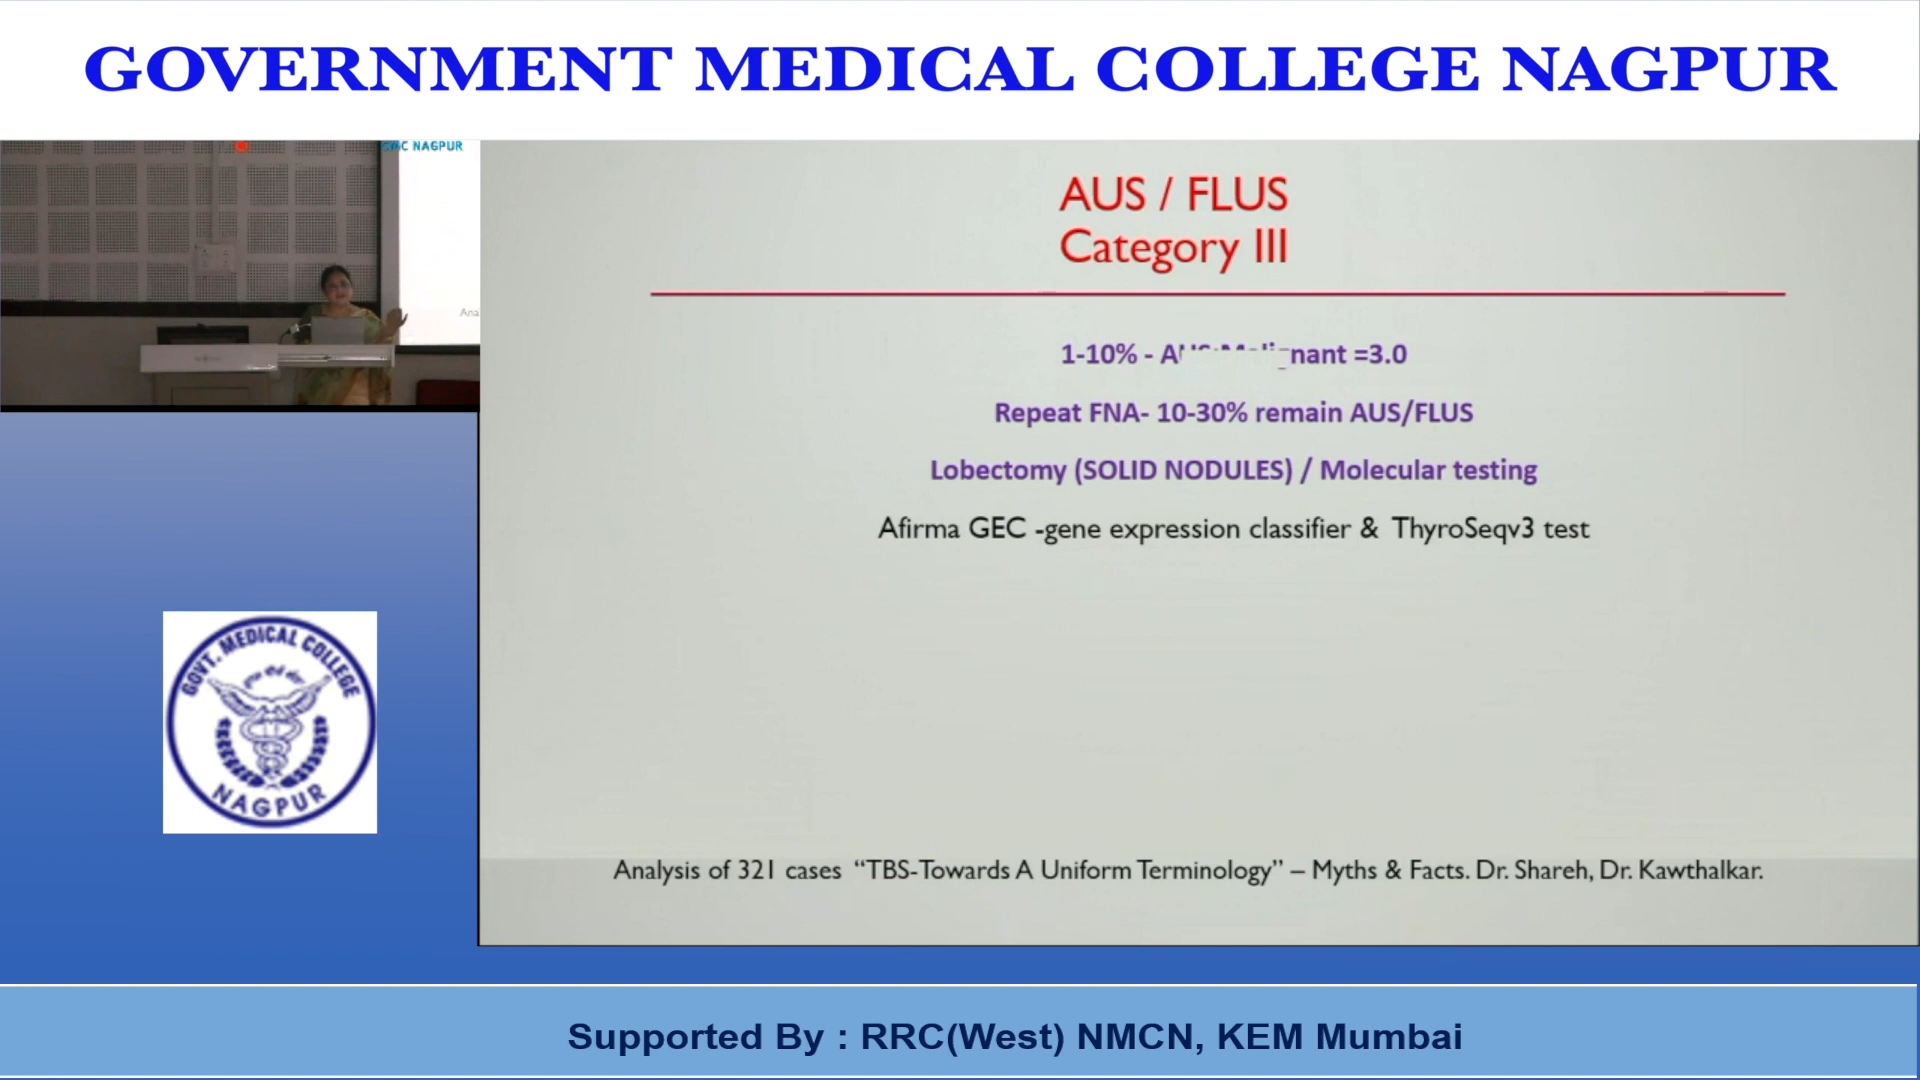 GOVERNMENT MEDICAL COLLEGE NAGPUR
GMC NAGPUR
Ana
AUS / FLUS
Category III
1-10% - =3.0
Repeat FNA- 10-30% remain AUS/FLUS
Lobectomy (SOLID NODULES) / Molecular testing
Afirma GEC -gene expression classifier & ThyroSeqv3 test
Analysis of 321 cases “TBS-Towards A Uniform Terminology” – Myths & Facts. Dr. Shareh, Dr. Kawthalkar.
GOVT. MEDICAL COLLEGE
NAGPUR
Supported By : RRC(West) NMCN, KEM Mumbai